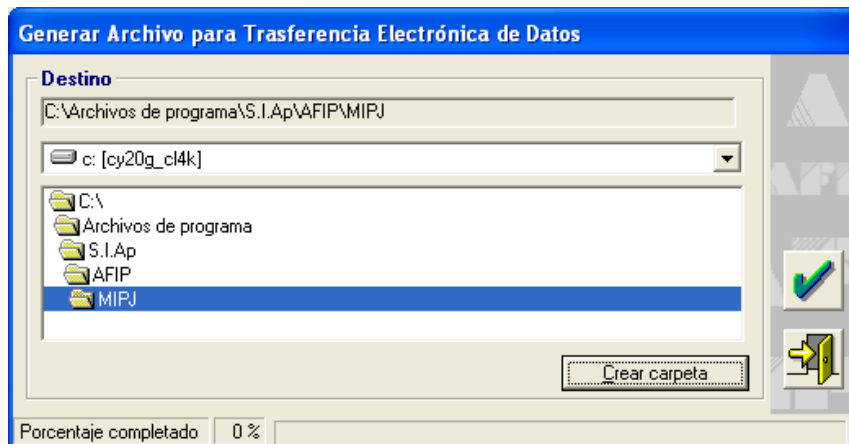 Generar Archivo para Trasferencia Electrónica de Datos
Destino
C:\Archivos de programa\S.I.Ap\AFIP\MIPJ
c: [cy20g_cl4k]
C:\
Archivos de programa
S.I.Ap
AFIP
MIPJ
Crear carpeta
Porcentaje completado 0 %